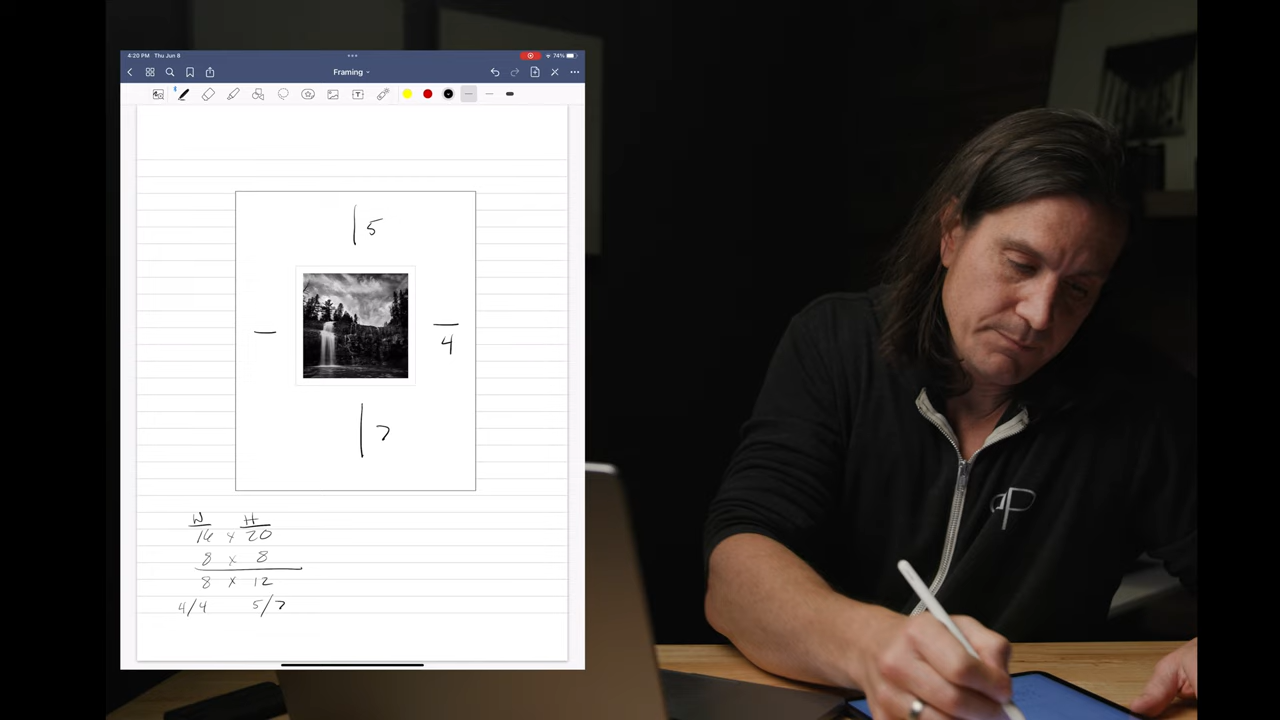 4:20 PM Thu Jun 8
74%
Framing
5
4
7
W H
16 x 20
8 x 8
8 x 12
4/4 5/7